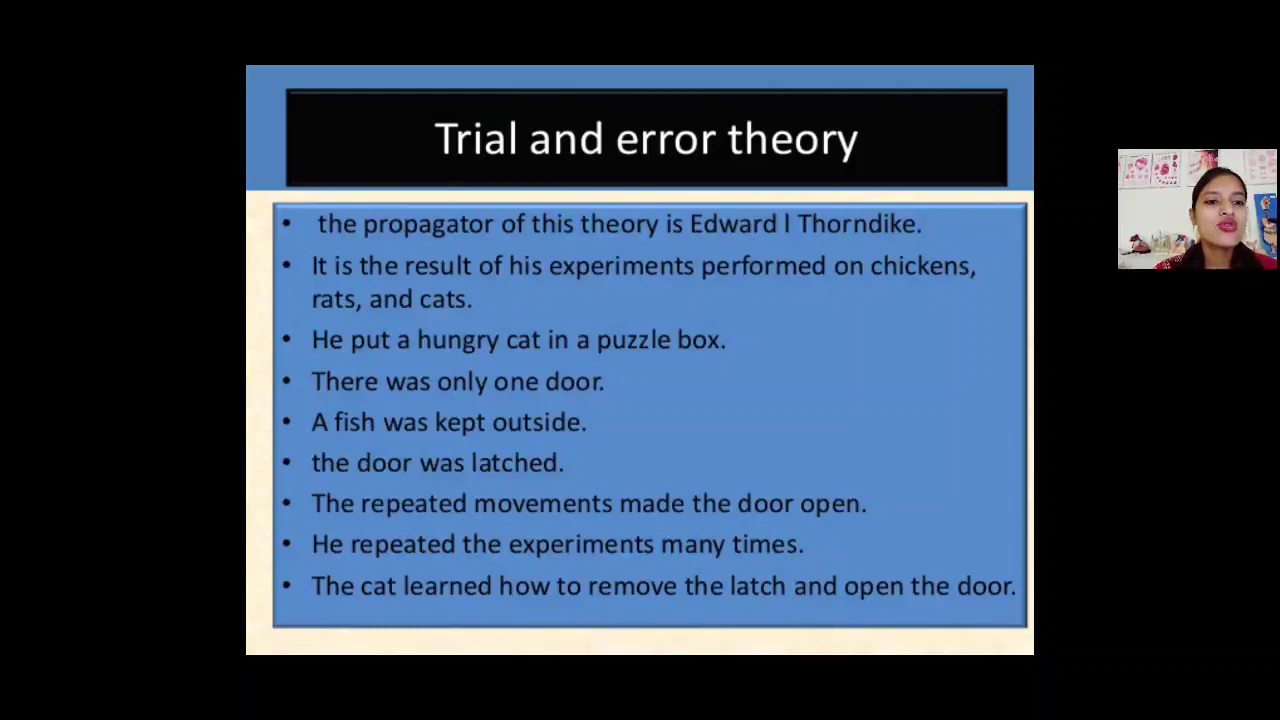 Trial and error theory
• the propagator of this theory is Edward l Thorndike.
• It is the result of his experiments performed on chickens,
rats, and cats.
• He put a hungry cat in a puzzle box.
• There was only one door.
• A fish was kept outside.
• the door was latched.
• The repeated movements made the door open.
• He repeated the experiments many times.
• The cat learned how to remove the latch and open the door.